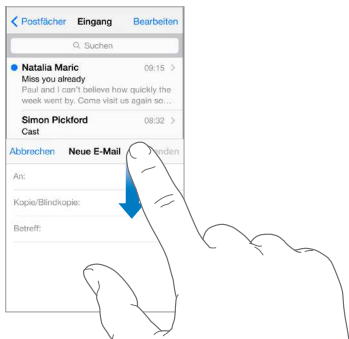 Postfächer Eingang Bearbeiten
Suchen
Natalia Maric 09:15
Miss you already
Paul and I can't believe how quickly the
week went by. Come visit us again so...
Simon Pickford 08:32
Cast
Abbrechen Neue E-Mail
An:
Kopie/Blindkopie:
Betreff: